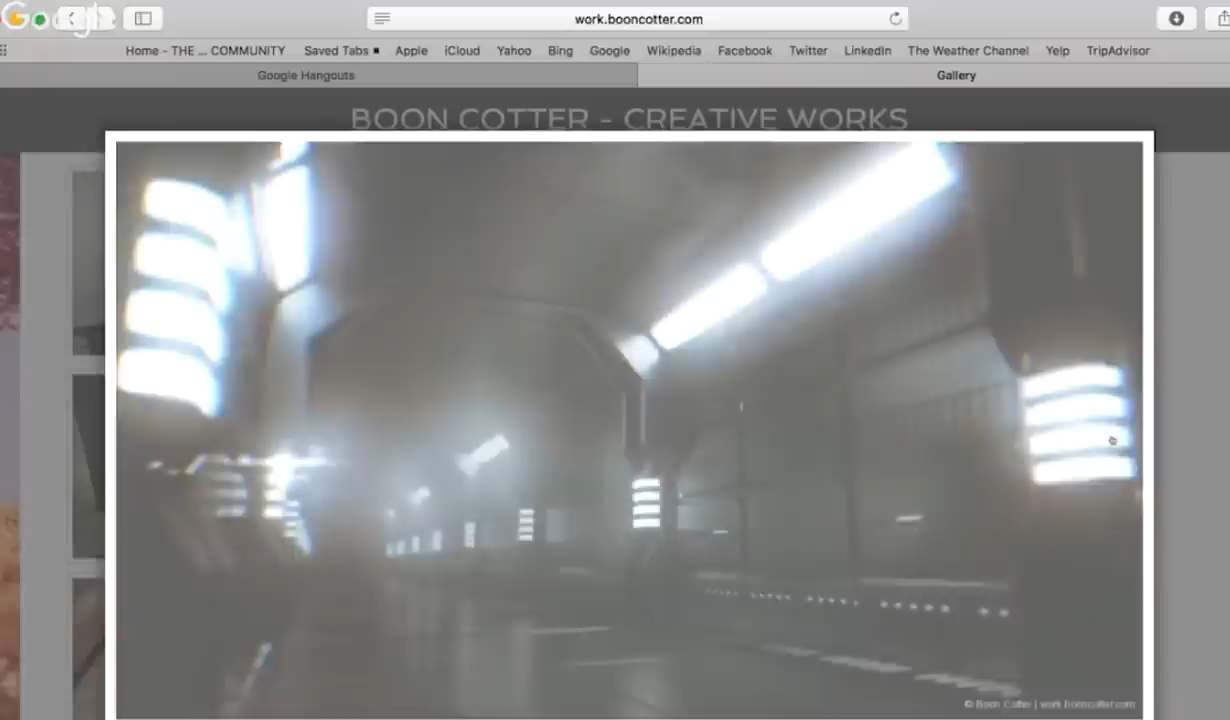 Google
work.booncotter.com
Home - THE ... COMMUNITY Saved Tabs Apple iCloud Yahoo Bing Google Wikipedia Facebook Twitter LinkedIn The Weather Channel Yelp TripAdvisor
Google Hangouts Gallery
BOON COTTER - CREATIVE WORKS
© Boon Cotter | work.booncotter.com